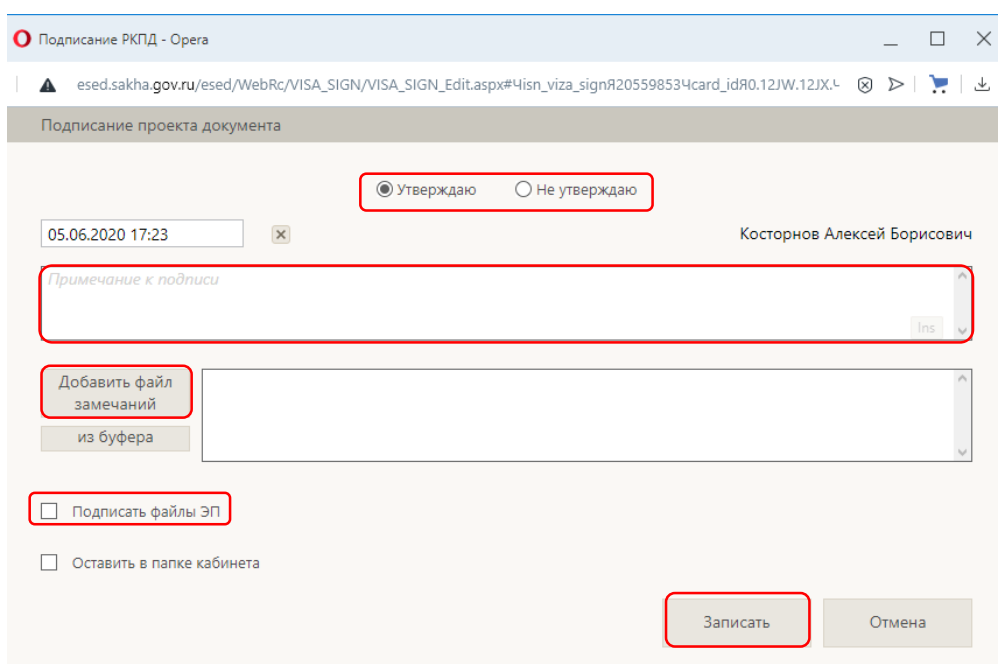 Подписание РКПД - Opera
esed.sakha.gov.ru/esed/WebRc/VISA_SIGN/VISA_SIGN_Edit.aspx#Чisn_viza_signЯ20559853Чcard_idЯ0.12JW.12JX.Ч
Подписание проекта документа
Утверждаю Не утверждаю
05.06.2020 17:23 Косторнов Алексей Борисович
Примечание к подписи
Ins
Добавить файл
замечаний
из буфера
Подписать файлы ЭП
Оставить в папке кабинета
Записать Отмена